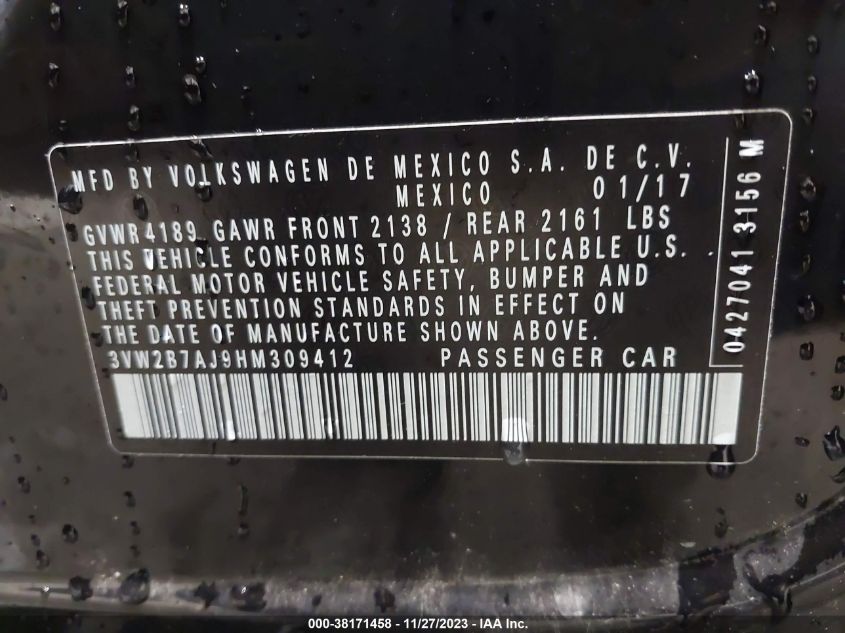 MFD BY VOLKSWAGEN DE MEXICO S.A. DE C.V.
MEXICO 01/17
GVWR 4189 GAWR FRONT 2138 / REAR 2161 LBS
THIS VEHICLE CONFORMS TO ALL APPLICABLE U.S.
FEDERAL MOTOR VEHICLE SAFETY, BUMPER AND
THEFT PREVENTION STANDARDS IN EFFECT ON
THE DATE OF MANUFACTURE SHOWN ABOVE.
3VW2B7AJ9HM309412 PASSENGER CAR
0427041 3156 M
000-38171458 - 11/27/2023 - IAA Inc.